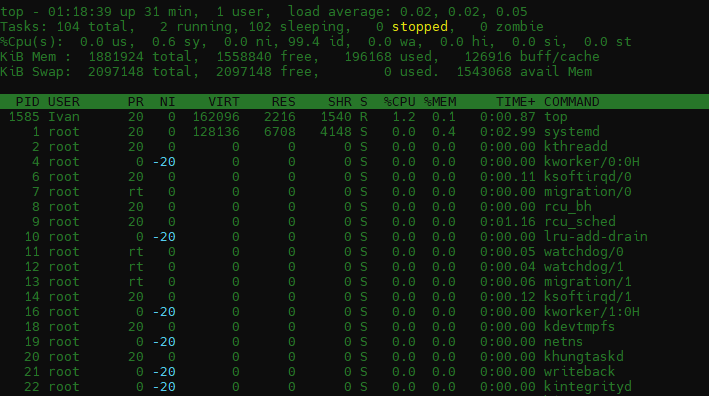 top - 01:18:39 up 31 min,  1 user,  load average: 0.02, 0.02, 0.05
Tasks: 104 total,   2 running, 102 sleeping,   0 stopped,   0 zombie
%Cpu(s):  0.0 us,  0.6 sy,  0.0 ni, 99.4 id,  0.0 wa,  0.0 hi,  0.0 si,  0.0 st
KiB Mem :  1881924 total,  1558840 free,   196168 used,   126916 buff/cache
KiB Swap:  2097148 total,  2097148 free,        0 used.  1543068 avail Mem
  PID USER      PR  NI    VIRT    RES    SHR S  %CPU %MEM     TIME+ COMMAND
 1585 Ivan      20   0  162096   2216   1540 R   1.2  0.1   0:00.87 top
    1 root      20   0  128136   6708   4148 S   0.0  0.4   0:02.99 systemd
    2 root      20   0       0      0      0 S   0.0  0.0   0:00.00 kthreadd
    4 root       0 -20       0      0      0 S   0.0  0.0   0:00.00 kworker/0:0H
    6 root      20   0       0      0      0 S   0.0  0.0   0:00.11 ksoftirqd/0
    7 root      rt   0       0      0      0 S   0.0  0.0   0:00.00 migration/0
    8 root      20   0       0      0      0 S   0.0  0.0   0:00.00 rcu_bh
    9 root      20   0       0      0      0 S   0.0  0.0   0:01.16 rcu_sched
   10 root       0 -20       0      0      0 S   0.0  0.0   0:00.00 lru-add-drain
   11 root      rt   0       0      0      0 S   0.0  0.0   0:00.05 watchdog/0
   12 root      rt   0       0      0      0 S   0.0  0.0   0:00.04 watchdog/1
   13 root      rt   0       0      0      0 S   0.0  0.0   0:00.06 migration/1
   14 root      20   0       0      0      0 S   0.0  0.0   0:00.12 ksoftirqd/1
   16 root       0 -20       0      0      0 S   0.0  0.0   0:00.00 kworker/1:0H
   18 root      20   0       0      0      0 S   0.0  0.0   0:00.00 kdevtmpfs
   19 root       0 -20       0      0      0 S   0.0  0.0   0:00.00 netns
   20 root      20   0       0      0      0 S   0.0  0.0   0:00.00 khungtaskd
   21 root       0 -20       0      0      0 S   0.0  0.0   0:00.00 writeback
   22 root       0 -20       0      0      0 S   0.0  0.0   0:00.00 kintegrityd